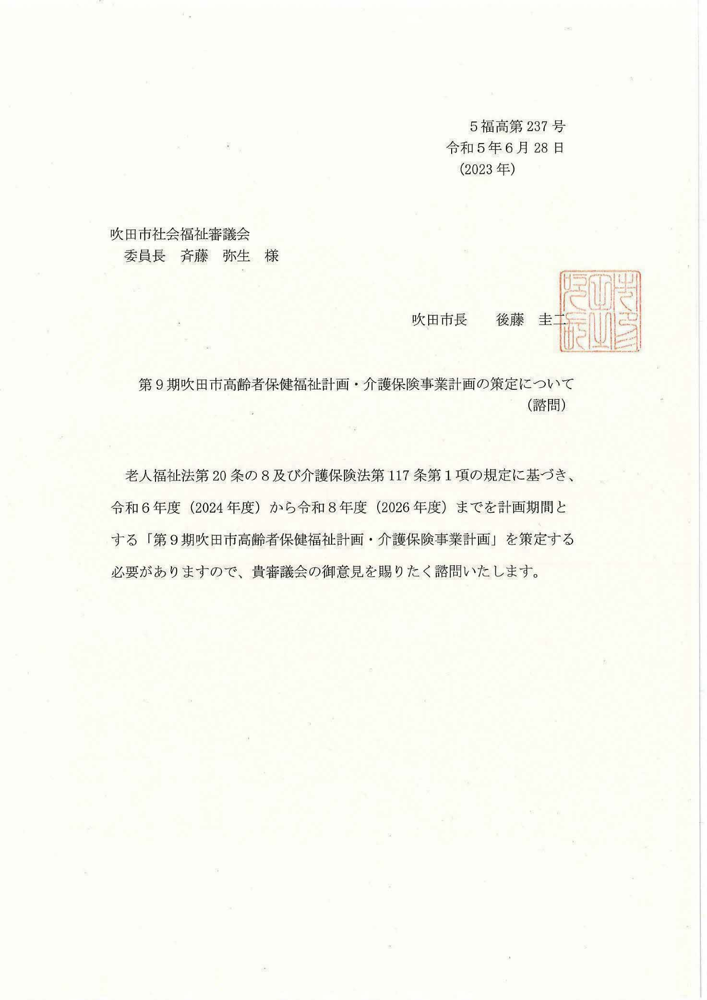 ５福高第 237 号
令和５年６月 28 日
（2023 年）
吹田市社会福祉審議会
委員長　斉藤　弥生　様
吹田市長　　後藤　圭二
第９期吹田市高齢者保健福祉計画・介護保険事業計画の策定について
（諮問）
老人福祉法第 20 条の８及び介護保険法第 117 条第１項の規定に基づき、
令和６年度（2024 年度）から令和８年度（2026 年度）までを計画期間と
する「第９期吹田市高齢者保健福祉計画・介護保険事業計画」を策定する
必要がありますので、貴審議会の御意見を賜りたく諮問いたします。